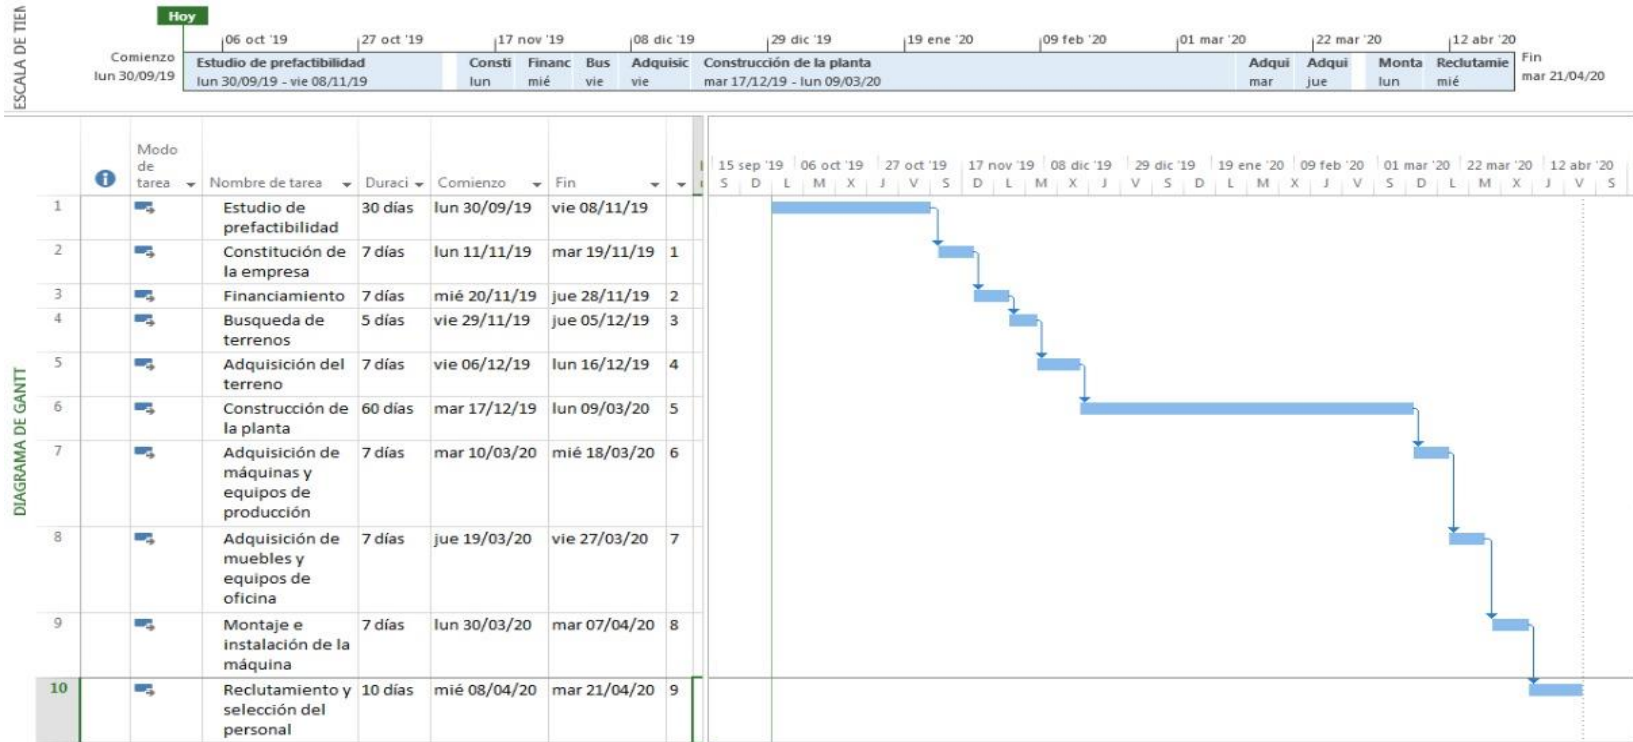 ESCALA DE TIEM
Hoy
06 oct '19 27 oct '19 17 nov '19 08 dic '19 29 dic '19 19 ene '20 09 feb '20 01 mar '20 22 mar '20 12 abr '20
Comienzo
lun 30/09/19
Estudio de prefactibilidad Consti Financ Bus Adquisic Construcción de la planta Adqui Adqui Monta Reclutamie
lun 30/09/19 - vie 08/11/19 lun mié vie vie mar 17/12/19 - lun 09/03/20 mar jue lun mié
Fin
mar 21/04/20
DIAGRAMA DE GANTT
Modo
de
tarea Nombre de tarea Duraci Comienzo Fin
15 sep '19 06 oct '19 27 oct '19 17 nov '19 08 dic '19 29 dic '19 19 ene '20 09 feb '20 01 mar '20 22 mar '20 12 abr '20
S D L M X J V S D L M X J V S D L M X J V S D L M X J V S
1 Estudio de 30 días lun 30/09/19 vie 08/11/19
prefactibilidad
2 Constitución de 7 días lun 11/11/19 mar 19/11/19 1
la empresa
3 Financiamiento 7 días mié 20/11/19 jue 28/11/19 2
4 Busqueda de 5 días vie 29/11/19 jue 05/12/19 3
terrenos
5 Adquisición del 7 días vie 06/12/19 lun 16/12/19 4
terreno
6 Construcción de 60 días mar 17/12/19 lun 09/03/20 5
la planta
7 Adquisición de 7 días mar 10/03/20 mié 18/03/20 6
máquinas y
equipos de
producción
8 Adquisición de 7 días jue 19/03/20 vie 27/03/20 7
muebles y
equipos de
oficina
9 Montaje e 7 días lun 30/03/20 mar 07/04/20 8
instalación de la
máquina
10 Reclutamiento y 10 días mié 08/04/20 mar 21/04/20 9
selección del
personal